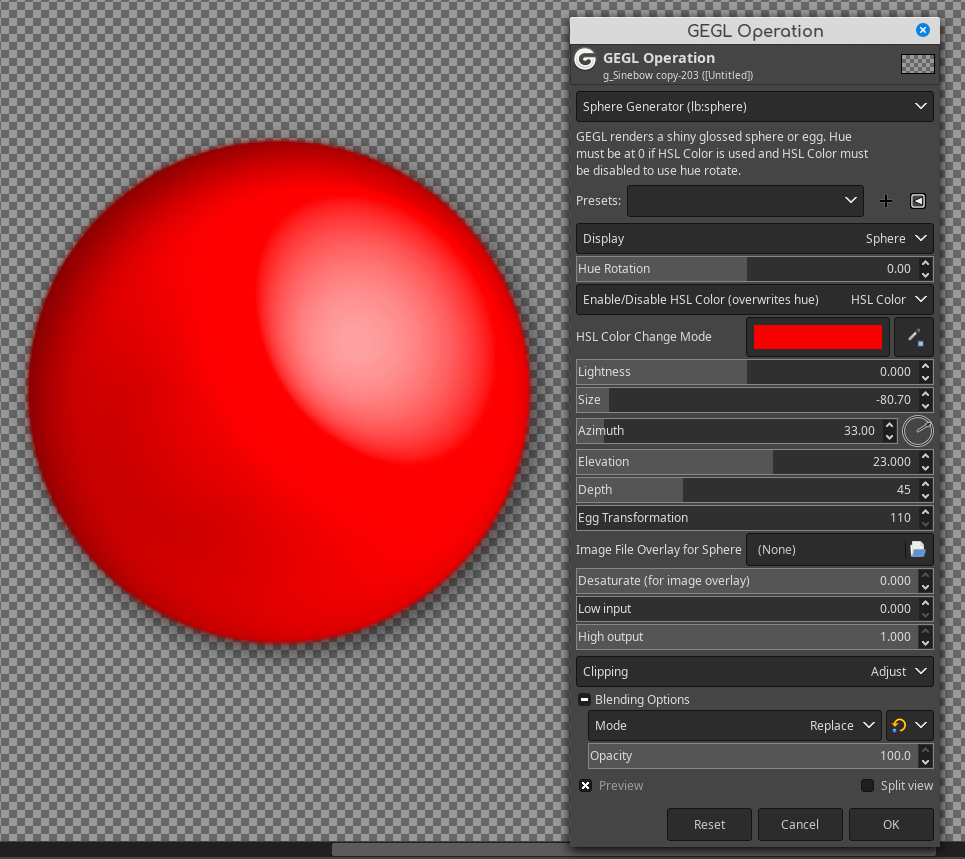 GEGL Operation
GEGL Operation
g_Sinebow copy-203 ([Untitled])
Sphere Generator (lb:sphere)
GEGL renders a shiny glossed sphere or egg. Hue
must be at 0 if HSL Color is used and HSL Color must
be disabled to use hue rotate.
Presets:
Display Sphere
Hue Rotation 0.00
Enable/Disable HSL Color (overwrites hue) HSL Color
HSL Color Change Mode
Lightness 0.000
Size -80.70
Azimuth 33.00
Elevation 23.000
Depth 45
Egg Transformation 110
Image File Overlay for Sphere (None)
Desaturate (for image overlay) 0.000
Low input 0.000
High output 1.000
Clipping Adjust
Blending Options
Mode Replace
Opacity 100.0
Preview Split view
Reset Cancel OK